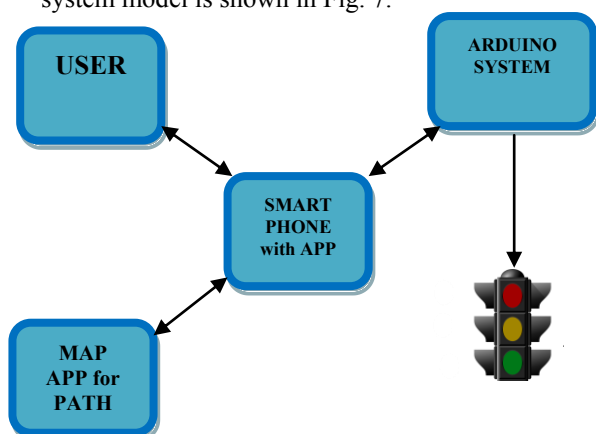 system model is shown in Fig. 7.
USER
ARDUINO
SYSTEM
SMART
PHONE
with APP
MAP
APP for
PATH